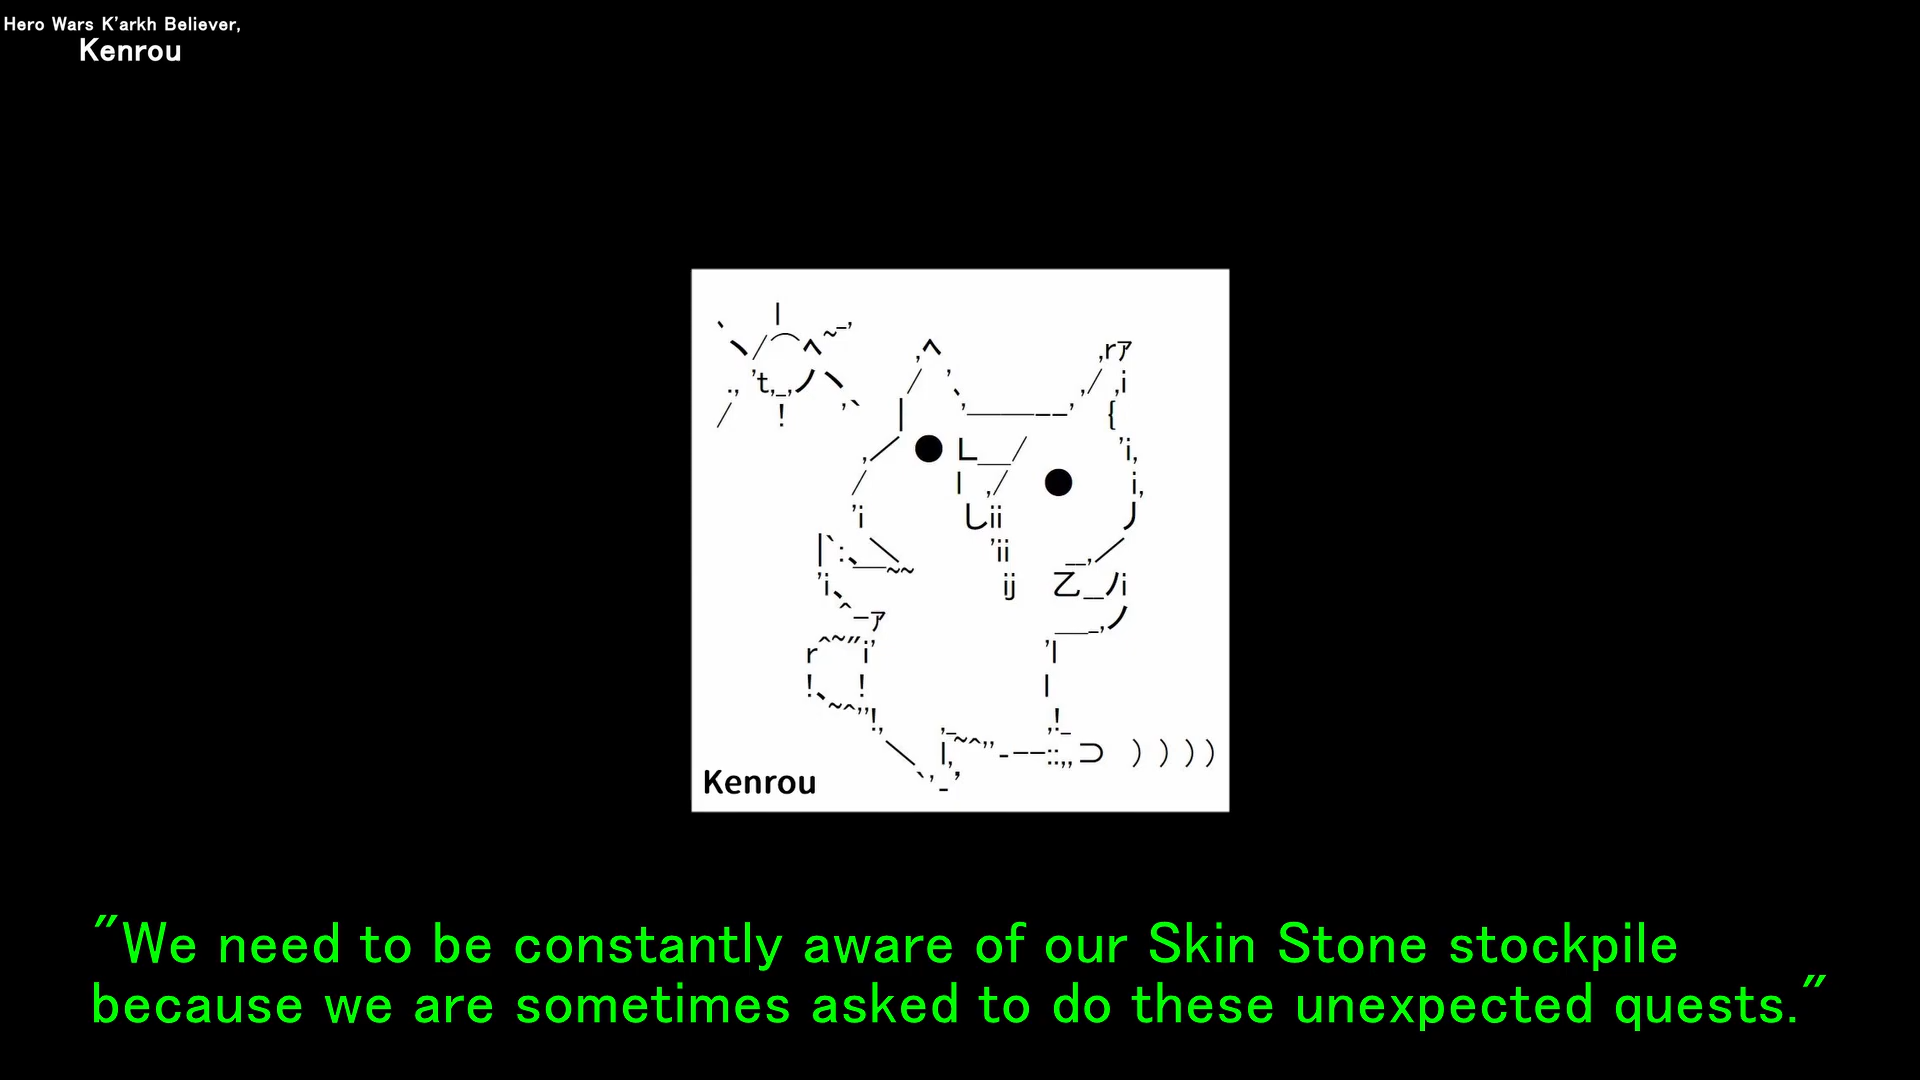 Hero Wars K'arkh Believer,
Kenrou
Kenrou
"We need to be constantly aware of our Skin Stone stockpile
because we are sometimes asked to do these unexpected quests."